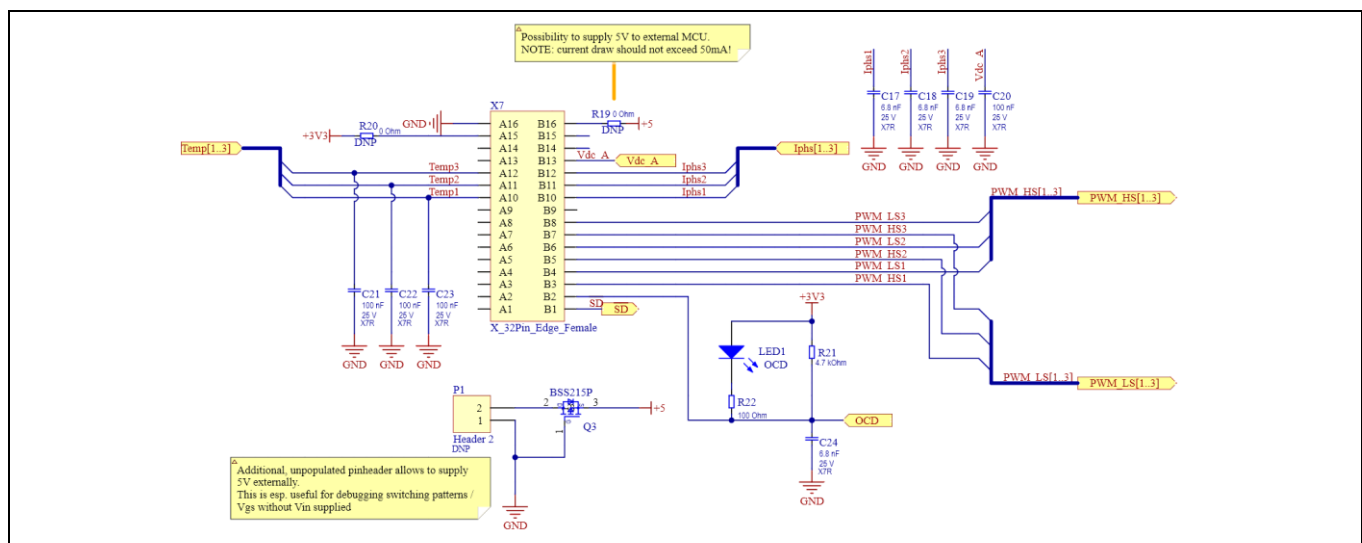 Possibility to supply 5V to external MCU.
NOTE: current draw should not exceed 50mA!
Iphs1
Iphs2
Iphs3
Vdc_A
C17
6.8 nF
25 V
X7R
C18
6.8 nF
25 V
X7R
C19
6.8 nF
25 V
X7R
C20
100 nF
25 V
X7R
GND
GND
GND
GND
X7
GND
+3V3
R20
0 Ohm
DNP
R19
0 Ohm
DNP
+5
A16
A15
A14
A13
A12
A11
A10
A9
A8
A7
A6
A5
A4
A3
A2
A1
B16
B15
B14
B13
B12
B11
B10
B9
B8
B7
B6
B5
B4
B3
B2
B1
X_32Pin_Edge_Female
Temp[1..3]
Temp3
Temp2
Temp1
Vdc_A
Vdc_A
Iphs3
Iphs2
Iphs1
Iphs[1..3]
PWM_LS3
PWM_HS3
PWM_LS2
PWM_HS2
PWM_LS1
PWM_HS1
PWM_HS[1..3]
PWM_HS[1..3]
PWM_LS[1..3]
PWM_LS[1..3]
SD
SD
C21
100 nF
25 V
X7R
C22
100 nF
25 V
X7R
C23
100 nF
25 V
X7R
GND
GND
GND
+3V3
LED1
OCD
R21
4.7 kOhm
R22
100 Ohm
OCD
C24
6.8 nF
25 V
X7R
GND
P1
2
1
Header 2
DNP
BSS215P
2
3
1
Q3
+5
GND
Additional, unpopulated pinheader allows to supply
5V externally.
This is esp. useful for debugging switching patterns /
Vgs without Vin supplied